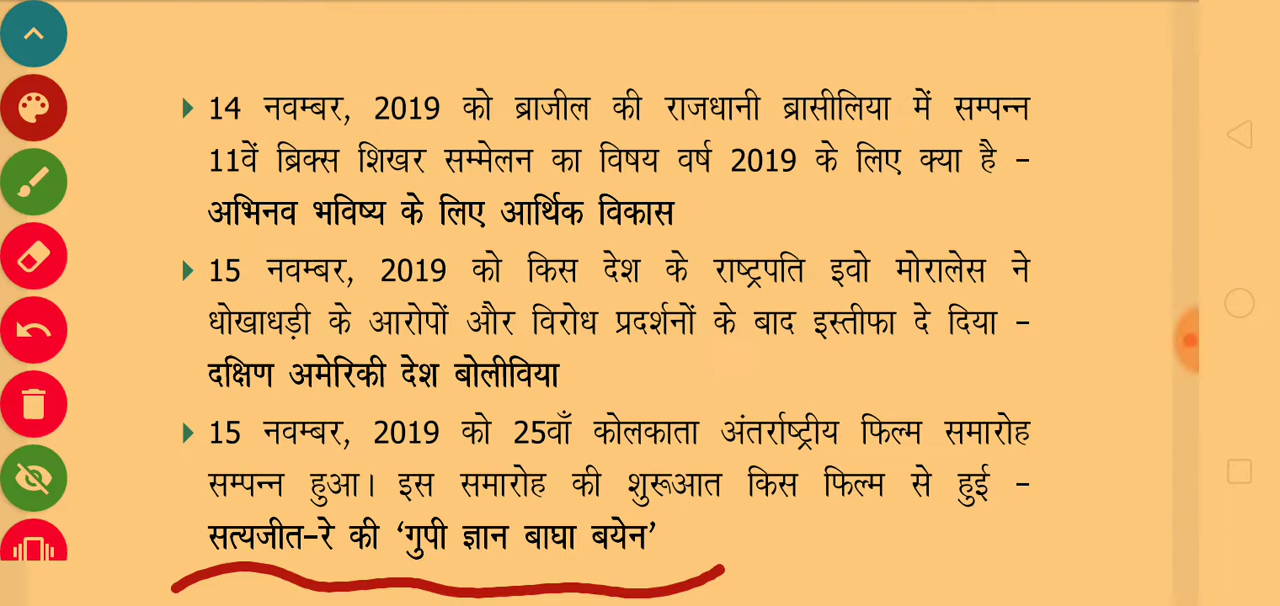 14 नवम्बर, 2019 को ब्राजील की राजधानी ब्रासीलिया में सम्पन्न
11वें ब्रिक्स शिखर सम्मेलन का विषय वर्ष 2019 के लिए क्या है –
अभिनव भविष्य के लिए आर्थिक विकास
15 नवम्बर, 2019 को किस देश के राष्ट्रपति इवो मोरालेस ने
धोखाधड़ी के आरोपों और विरोध प्रदर्शनों के बाद इस्तीफा दे दिया –
दक्षिण अमेरिकी देश बोलीविया
15 नवम्बर, 2019 को 25वाँ कोलकाता अंतर्राष्ट्रीय फिल्म समारोह
सम्पन्न हुआ। इस समारोह की शुरूआत किस फिल्म से हुई –
सत्यजीत-रे की ‘गुपी ज्ञान बाघा बयेन’